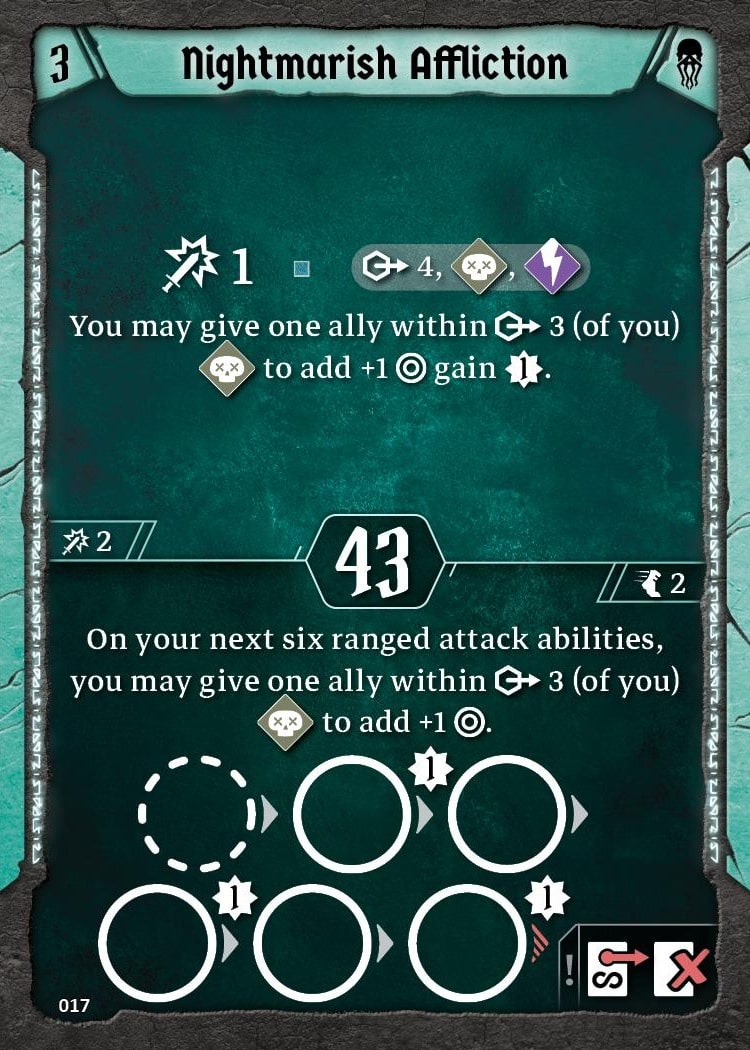 3
Nightmarish Affliction
1
4, ,
You may give one ally within 3 (of you)
to add +1 gain 1.
2
43
2
On your next six ranged attack abilities,
you may give one ally within 3 (of you)
to add +1 .
1
1
1
!
017